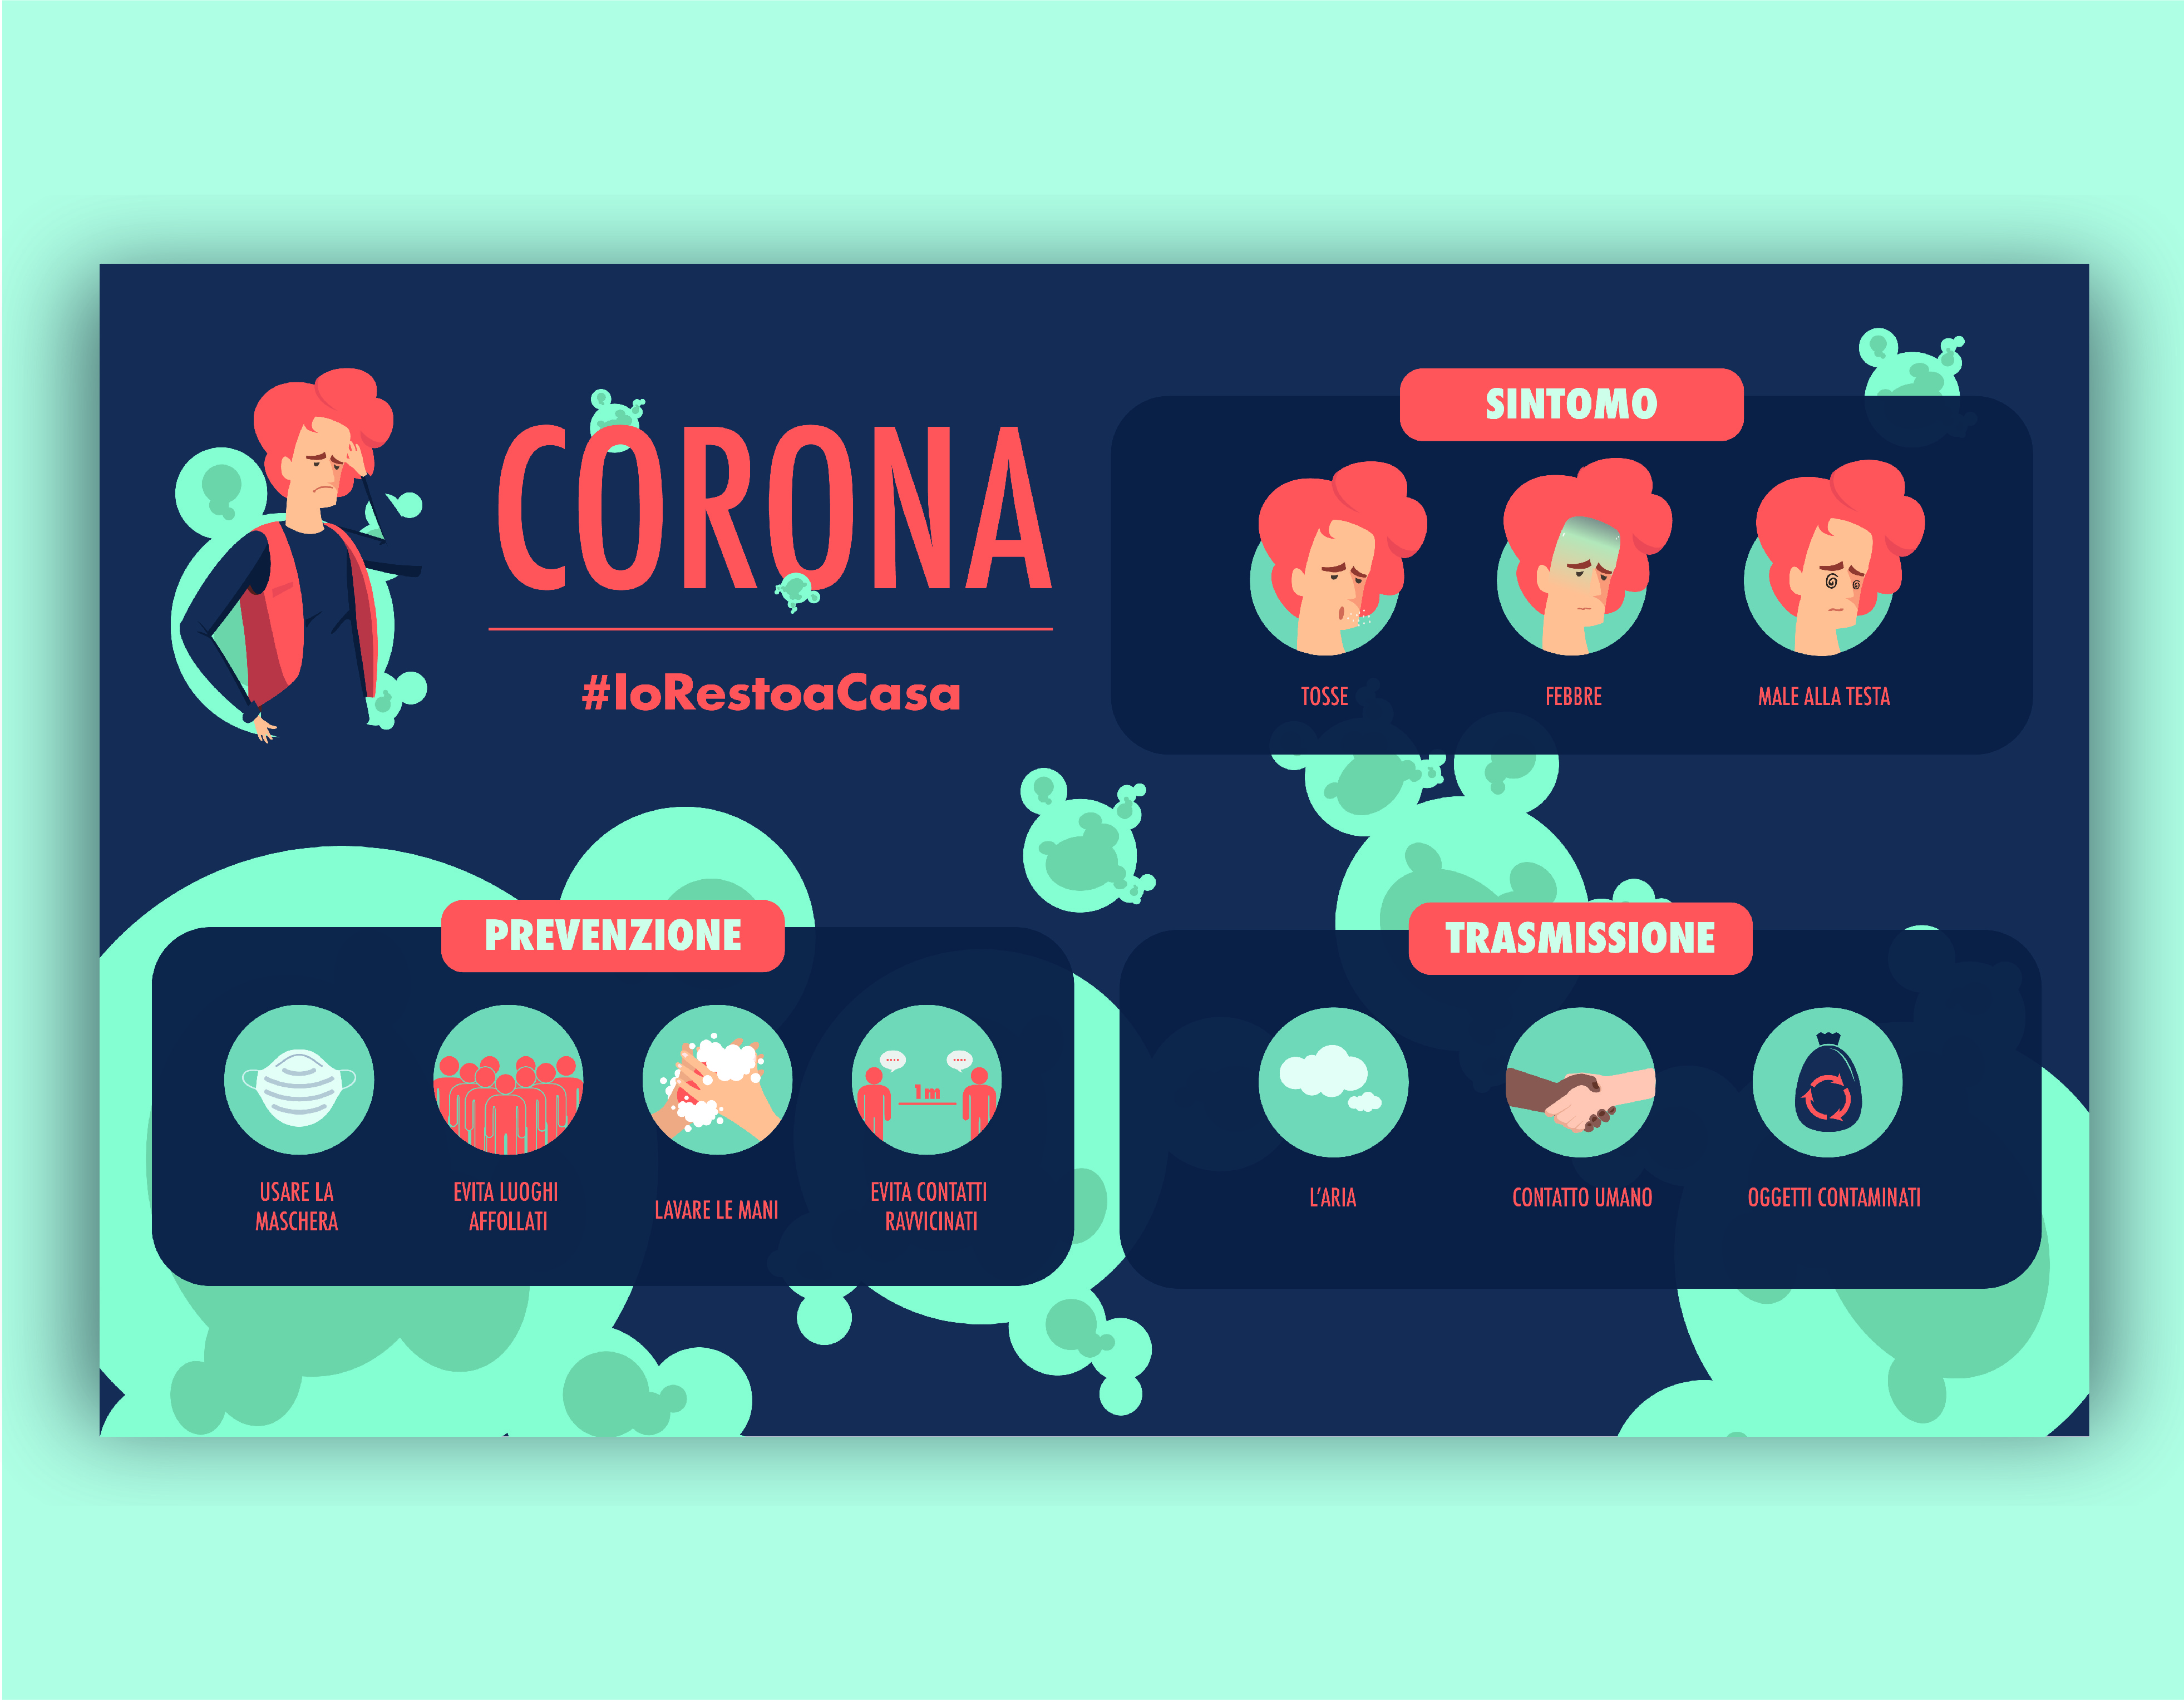 CORONA
#IoRestoaCasa
SINTOMO
TOSSE
FEBBRE
MALE ALLA TESTA
PREVENZIONE
USARE LA
MASCHERA
EVITA LUOGHI
AFFOLLATI
LAVARE LE MANI
1m
EVITA CONTATTI
RAVVICINATI
TRASMISSIONE
L'ARIA
CONTATTO UMANO
OGGETTI CONTAMINATI